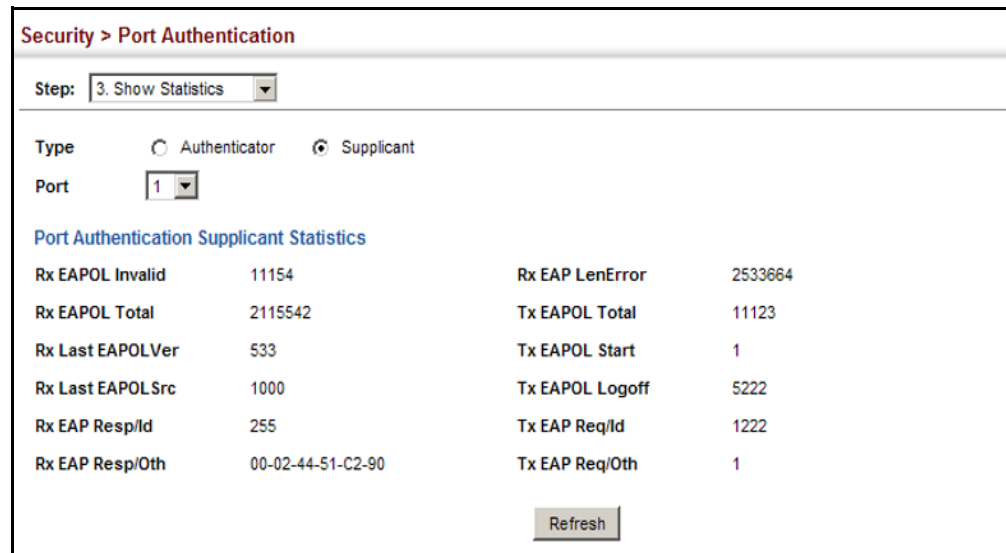 Security > Port Authentication
Step: 3. Show Statistics
Type Authenticator Supplicant
Port 1
Port Authentication Supplicant Statistics
Rx EAPOL Invalid 11154 Rx EAP LenError 2533664
Rx EAPOL Total 2115542 Tx EAPOL Total 11123
Rx Last EAPOLVer 533 Tx EAPOL Start 1
Rx Last EAPOLSrc 1000 Tx EAPOL Logoff 5222
Rx EAP Resp/Id 255 Tx EAP Req/Id 1222
Rx EAP Resp/Oth 00-02-44-51-C2-90 Tx EAP Req/Oth 1
Refresh